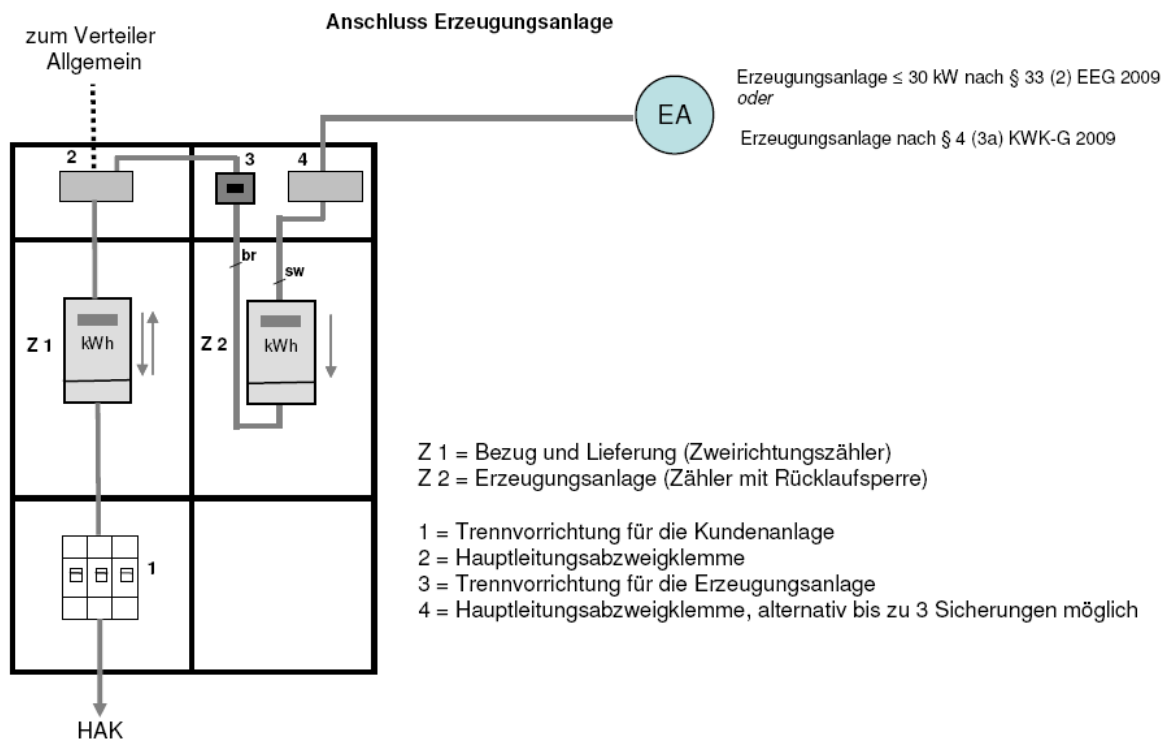 Anschluss Erzeugungsanlage
zum Verteiler
Allgemein
EA
Erzeugungsanlage ≤ 30 kW nach § 33 (2) EEG 2009
oder
Erzeugungsanlage nach § 4 (3a) KWK-G 2009
2
3
4
br
sw
Z 1
kWh
Z 2
kWh
Z 1 = Bezug und Lieferung (Zweirichtungszähler)
Z 2 = Erzeugungsanlage (Zähler mit Rücklaufsperre)
1 = Trennvorrichtung für die Kundenanlage
2 = Hauptleitungsabzweigklemme
3 = Trennvorrichtung für die Erzeugungsanlage
4 = Hauptleitungsabzweigklemme, alternativ bis zu 3 Sicherungen möglich
1
HAK